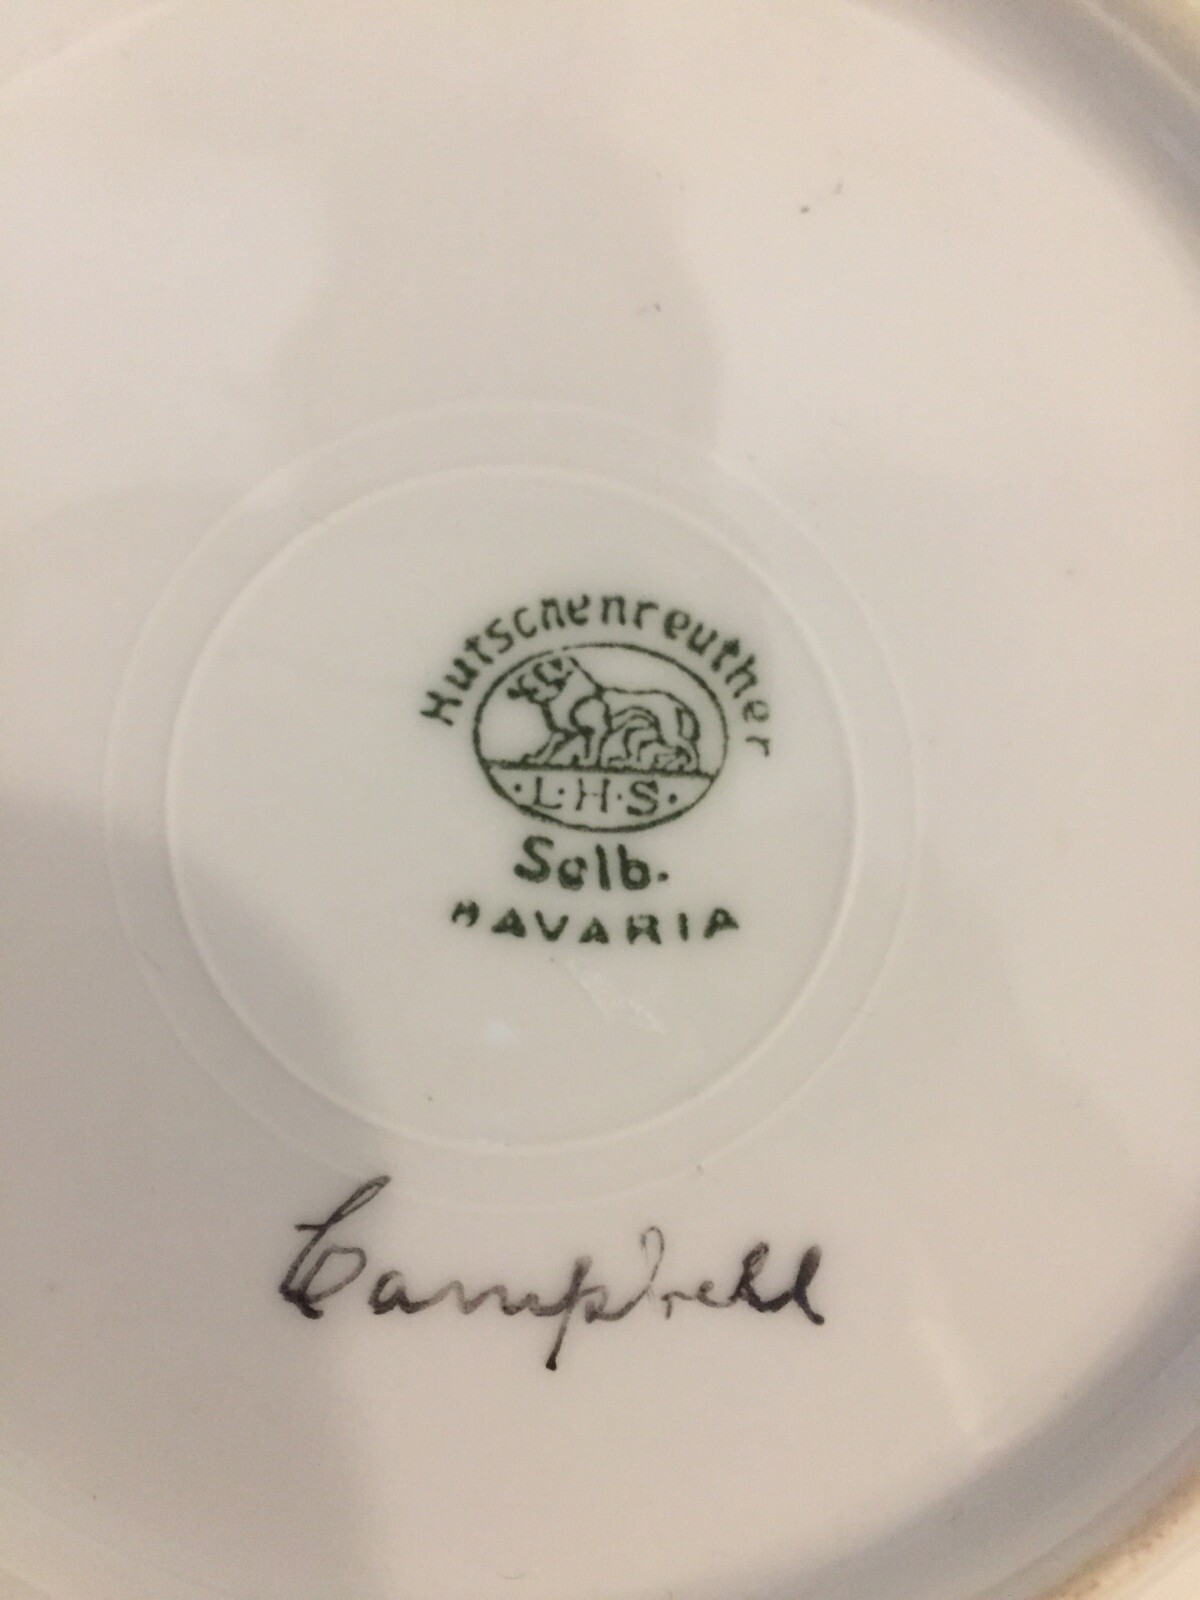 Hutschenreuther
·L·H·S·
Selb.
BAVARIA
Campbell